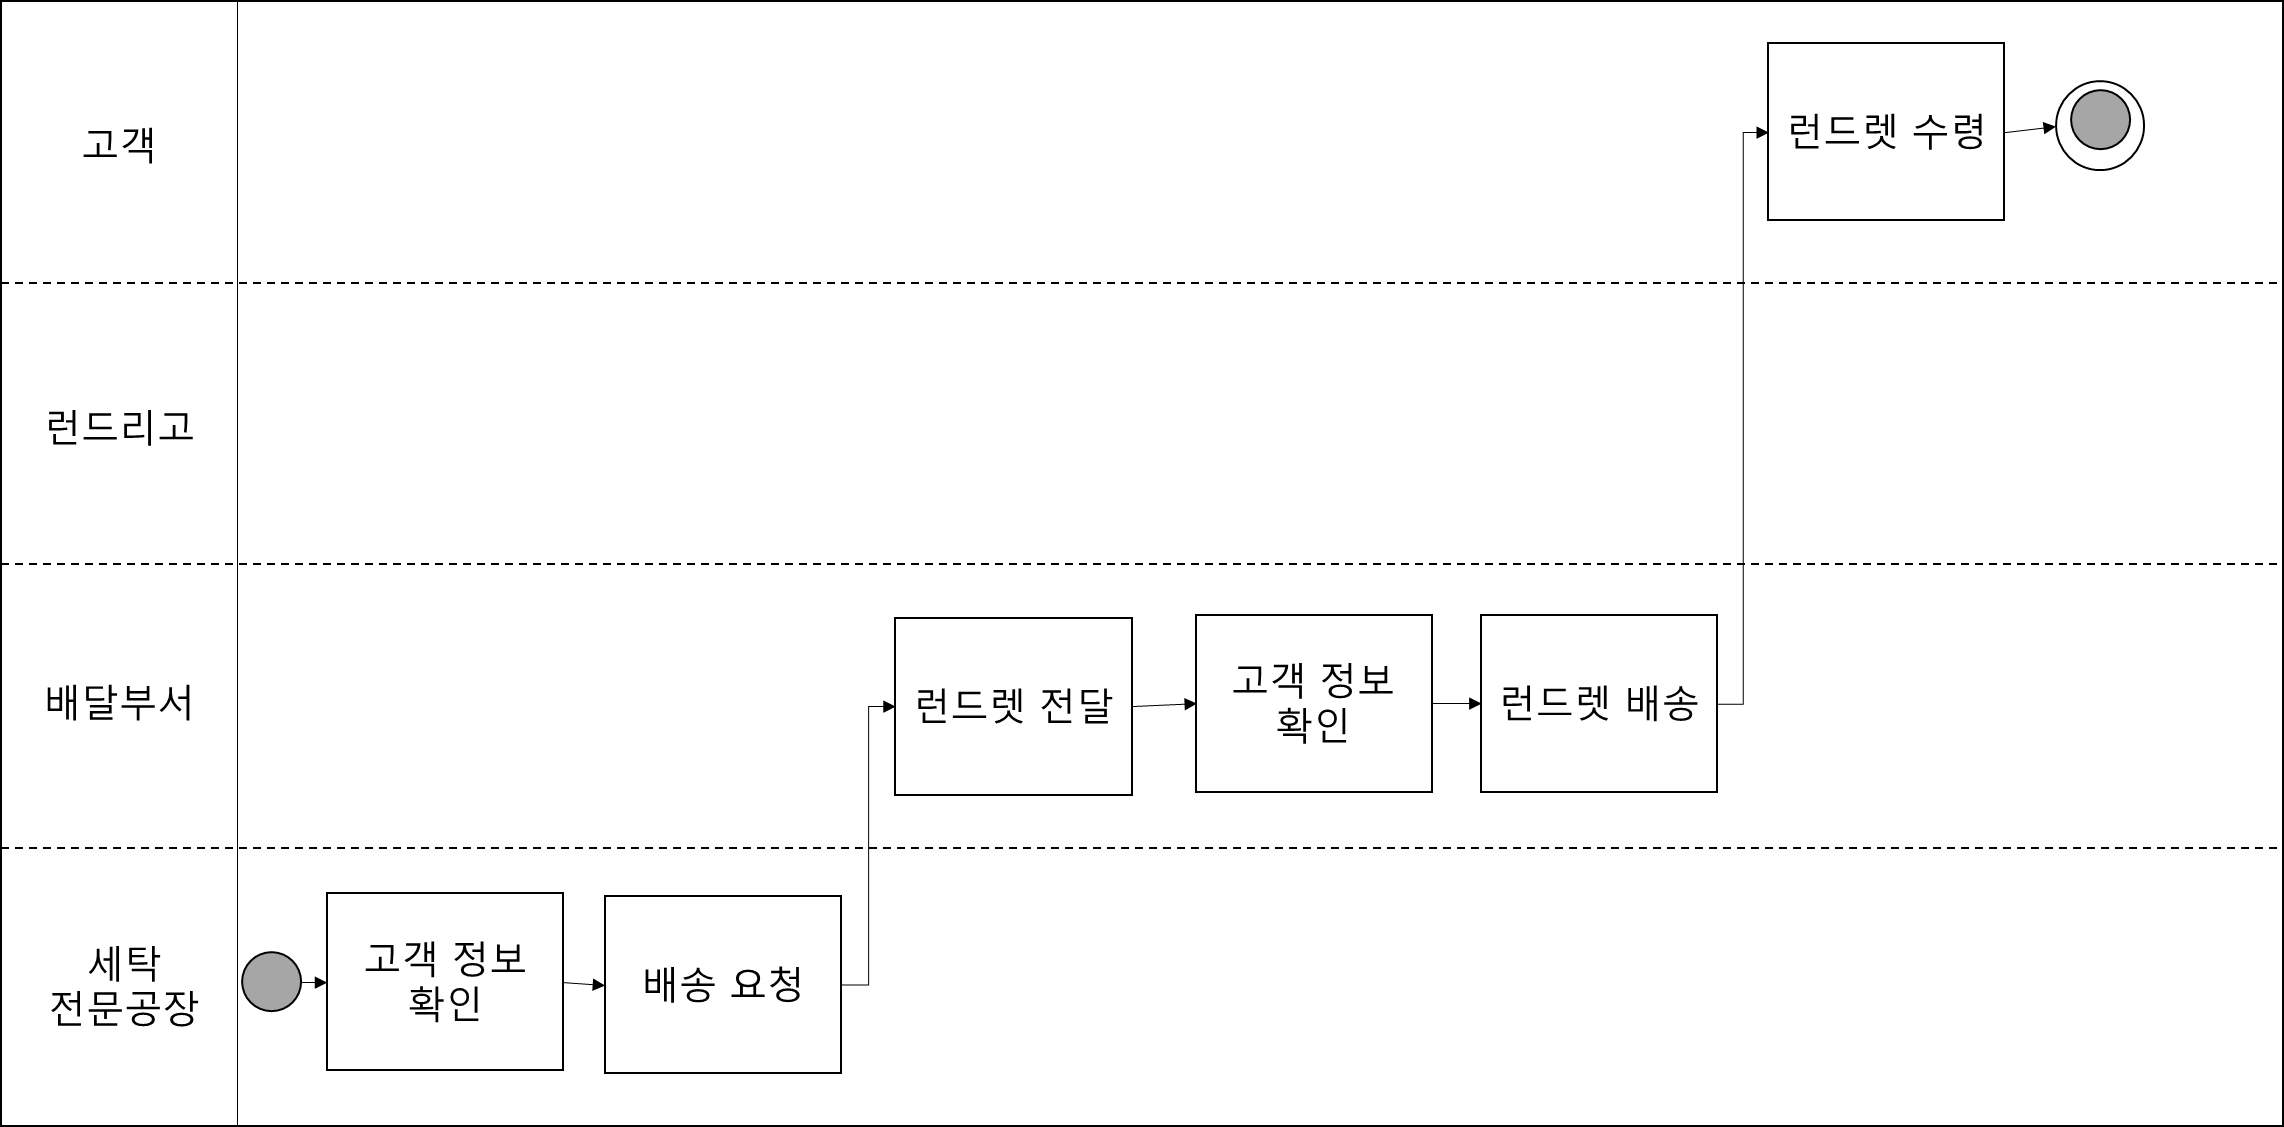 고객
런드렛 수령
런드리고
배달부서
런드렛 전달
고객 정보
확인
런드렛 배송
세탁
전문공장
고객 정보
확인
배송 요청